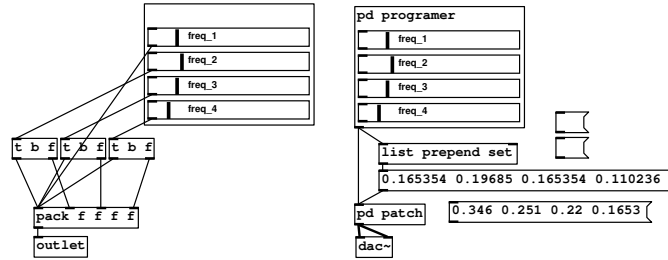 freq_1
freq_2
freq_3
freq_4
t b f t b f t b f
pack f f f f
outlet
pd programer
freq_1
freq_2
freq_3
freq_4
list prepend set
0.165354 0.19685 0.165354 0.110236
pd patch
0.346 0.251 0.22 0.1653
dac~